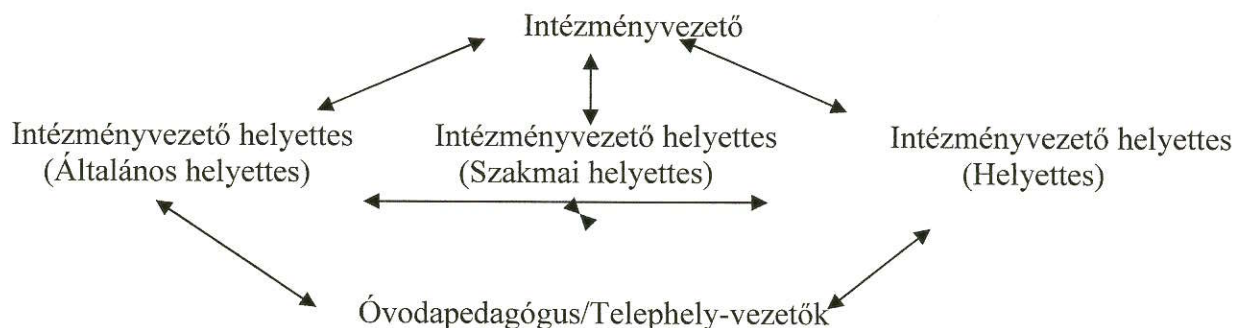 Intézményvezető
Intézményvezető helyettes
(Általános helyettes)
Intézményvezető helyettes
(Szakmai helyettes)
Intézményvezető helyettes
(Helyettes)
Óvodapedagógus/Telephely-vezetők